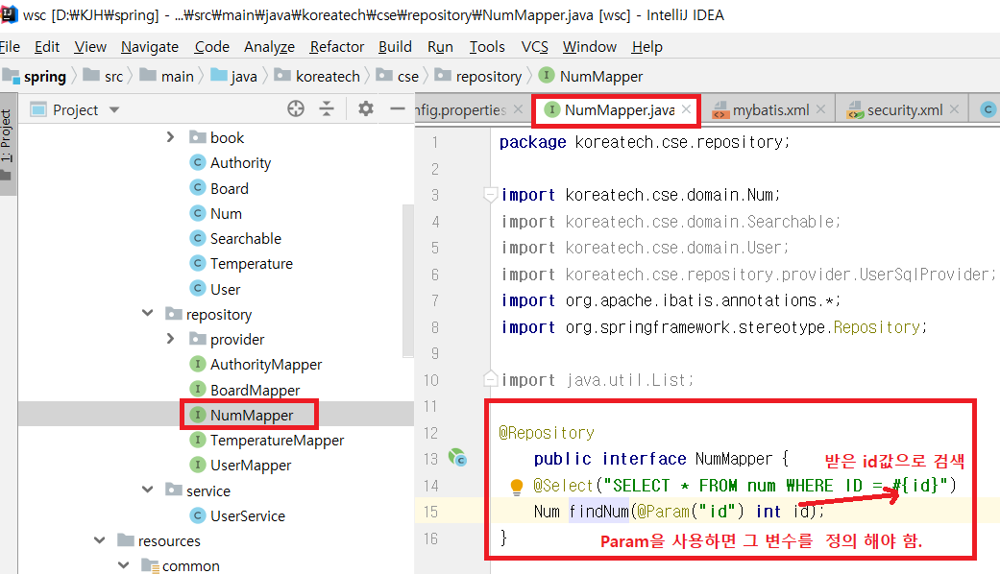 wsc [D:₩KJH₩spring] - ...₩src₩main₩java₩koreatech₩cse₩repository₩NumMapper.java [wsc] - IntelliJ IDEA
File Edit View Navigate Code Analyze Refactor Build Run Tools VCS Window Help
spring src main java koreatech cse repository NumMapper
1: Project
Project
nfig.properties NumMapper.java mybatis.xml security.xml
book
Authority
Board
Num
Searchable
Temperature
User
repository
provider
AuthorityMapper
BoardMapper
NumMapper
TemperatureMapper
UserMapper
service
UserService
resources
common
1 package koreatech.cse.repository;
2
3 import koreatech.cse.domain.Num;
4 import koreatech.cse.domain.Searchable;
5 import koreatech.cse.domain.User;
6 import koreatech.cse.repository.provider.UserSqlProvider;
7 import org.apache.ibatis.annotations.*;
8 import org.springframework.stereotype.Repository;
9
10 import java.util.List;
11
12 @Repository
13 public interface NumMapper {
받은 id값으로 검색
14 @Select("SELECT * FROM num WHERE ID = #{id}")
15 Num findNum(@Param("id") int id);
16 }
Param을 사용하면 그 변수를 정의 해야 함.